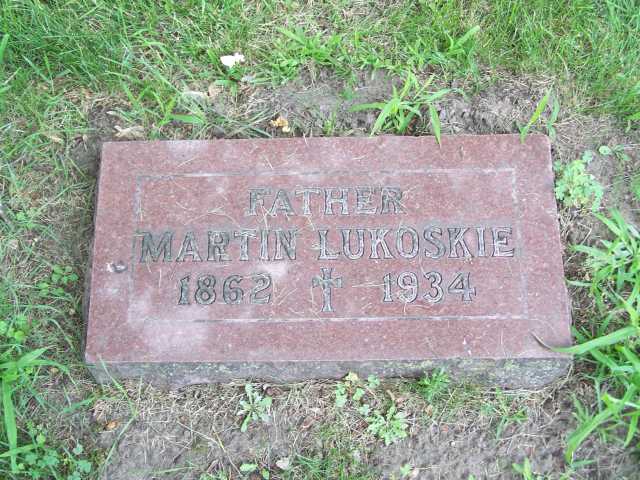 FATHER
MARTIN LUKOSKIE
1862 ✝ 1934